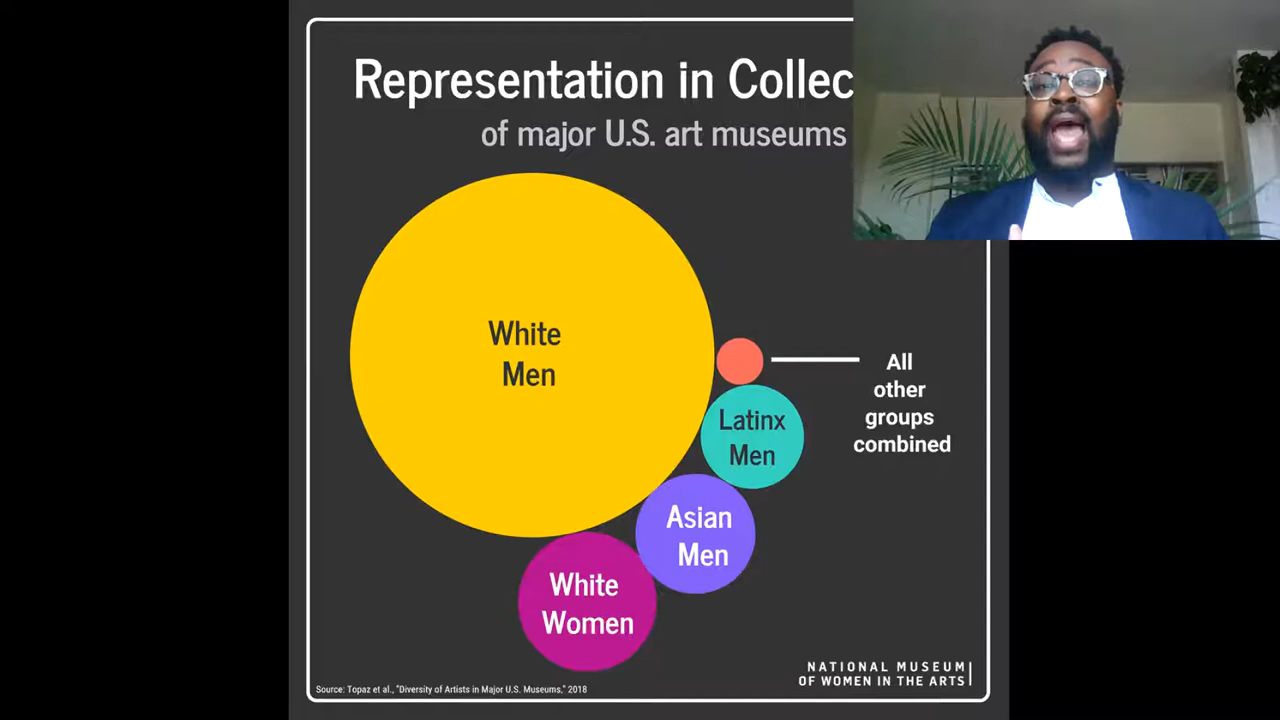 Representation in Collec
of major U.S. art museums
White
Men
All
other
groups
combined
Latinx
Men
Asian
Men
White
Women
NATIONAL MUSEUM
OF WOMEN IN THE ARTS
Source: Topaz et al., "Diversity of Artists in Major U.S. Museums," 2018